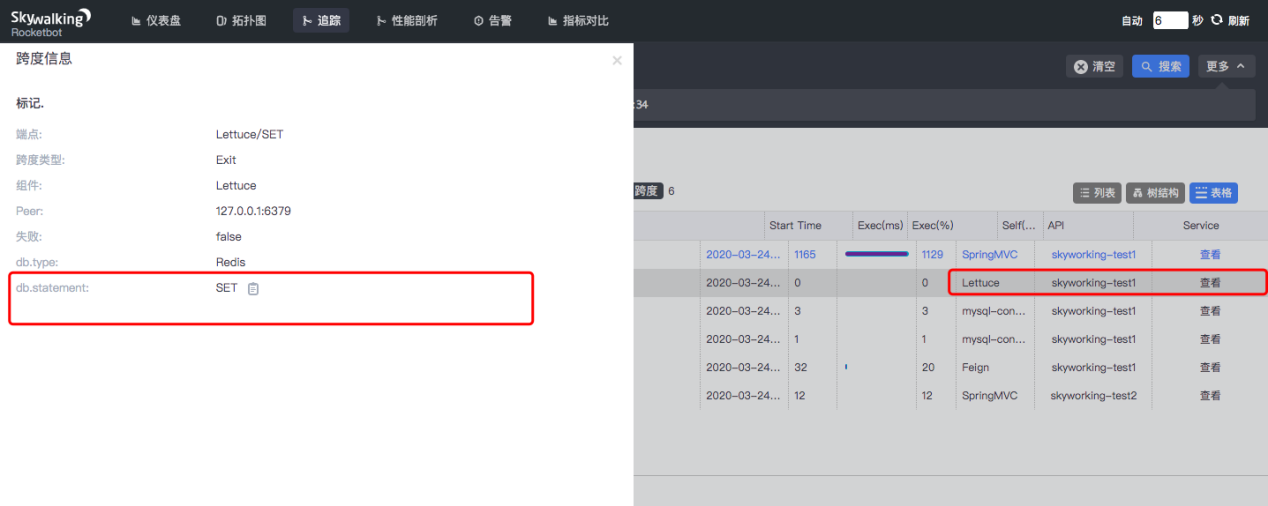 Skywalking
Rocketbot
仪表盘 拓扑图 追踪 性能剖析 告警 指标对比 自动 6 秒 刷新
跨度信息 ×
清空 搜索 更多
:34
标记.
端点: Lettuce/SET
跨度类型: Exit
组件: Lettuce
Peer: 127.0.0.1:6379
失败: false
db.type: Redis
db.statement: SET
跨度 6 列表 树结构 表格
Start Time Exec(ms) Exec(%) Self(... API Service
2020-03-24... 1165 1129 SpringMVC skyworking-test1 查看
2020-03-24... 0 0 Lettuce skyworking-test1 查看
2020-03-24... 3 3 mysql-con... skyworking-test1 查看
2020-03-24... 1 1 mysql-con... skyworking-test1 查看
2020-03-24... 32 20 Feign skyworking-test1 查看
2020-03-24... 12 12 SpringMVC skyworking-test2 查看